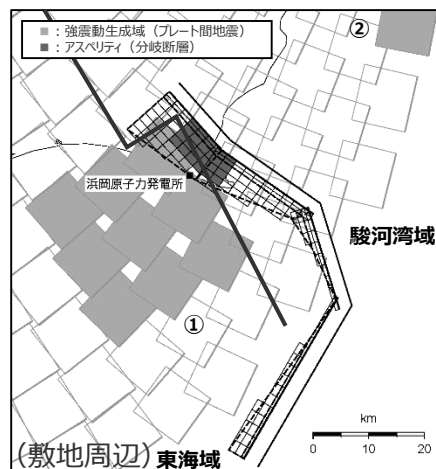 ：強震動生成域（プレート間地震）
：アスペリティ（分岐断層）
②
浜岡原子力発電所
駿河湾域
①
km
0 10 20
(敷地周辺) 東海域